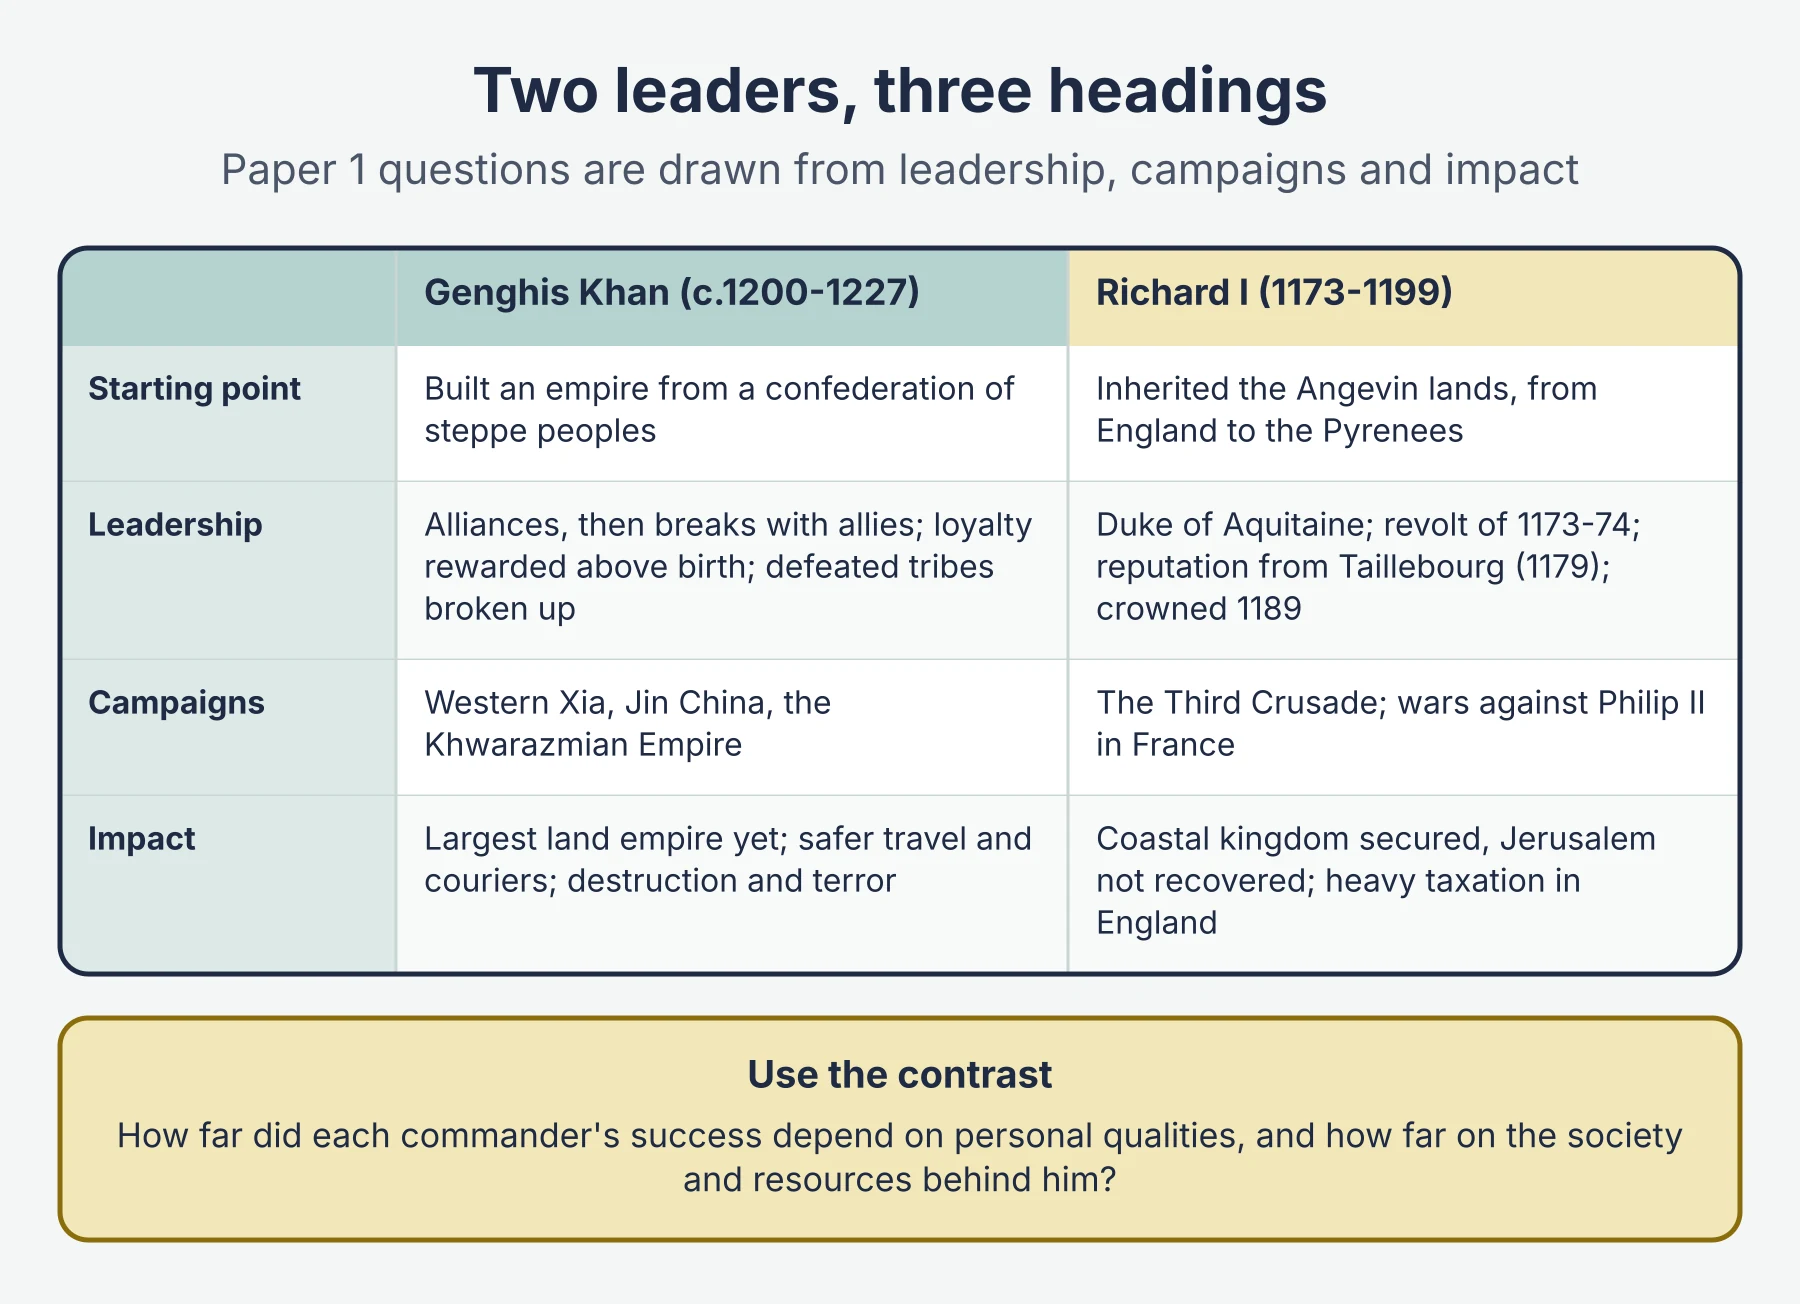 Two leaders, three headings
Paper 1 questions are drawn from leadership, campaigns and impact
Genghis Khan (c.1200-1227)
Richard I (1173-1199)
Starting point
Built an empire from a confederation of
steppe peoples
Inherited the Angevin lands, from
England to the Pyrenees
Leadership
Alliances, then breaks with allies; loyalty
rewarded above birth; defeated tribes
broken up
Duke of Aquitaine; revolt of 1173-74;
reputation from Taillebourg (1179);
crowned 1189
Campaigns
Western Xia, Jin China, the
Khwarazmian Empire
The Third Crusade; wars against Philip II
in France
Impact
Largest land empire yet; safer travel and
couriers; destruction and terror
Coastal kingdom secured, Jerusalem
not recovered; heavy taxation in
England
Use the contrast
How far did each commander's success depend on personal qualities, and how far on the society
and resources behind him?